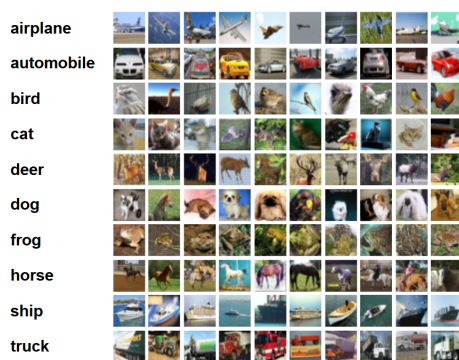 airplane
automobile
bird
cat
deer
dog
frog
horse
ship
truck